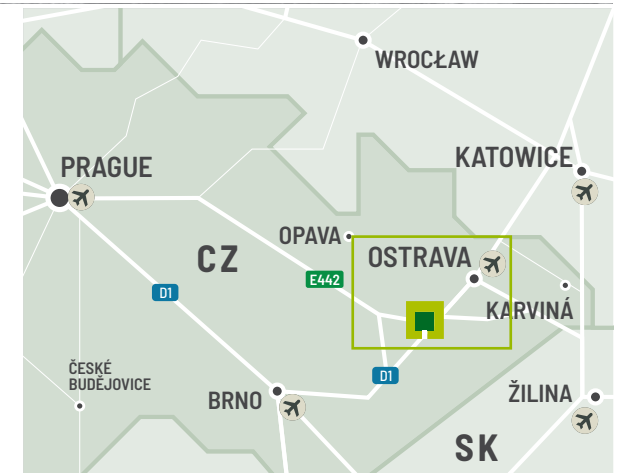 WROCŁAW
KATOWICE
PRAGUE
OPAVA
OSTRAVA
CZ
E442
D1
KARVINÁ
ČESKÉ
BUDĚJOVICE
D1
BRNO
ŽILINA
SK